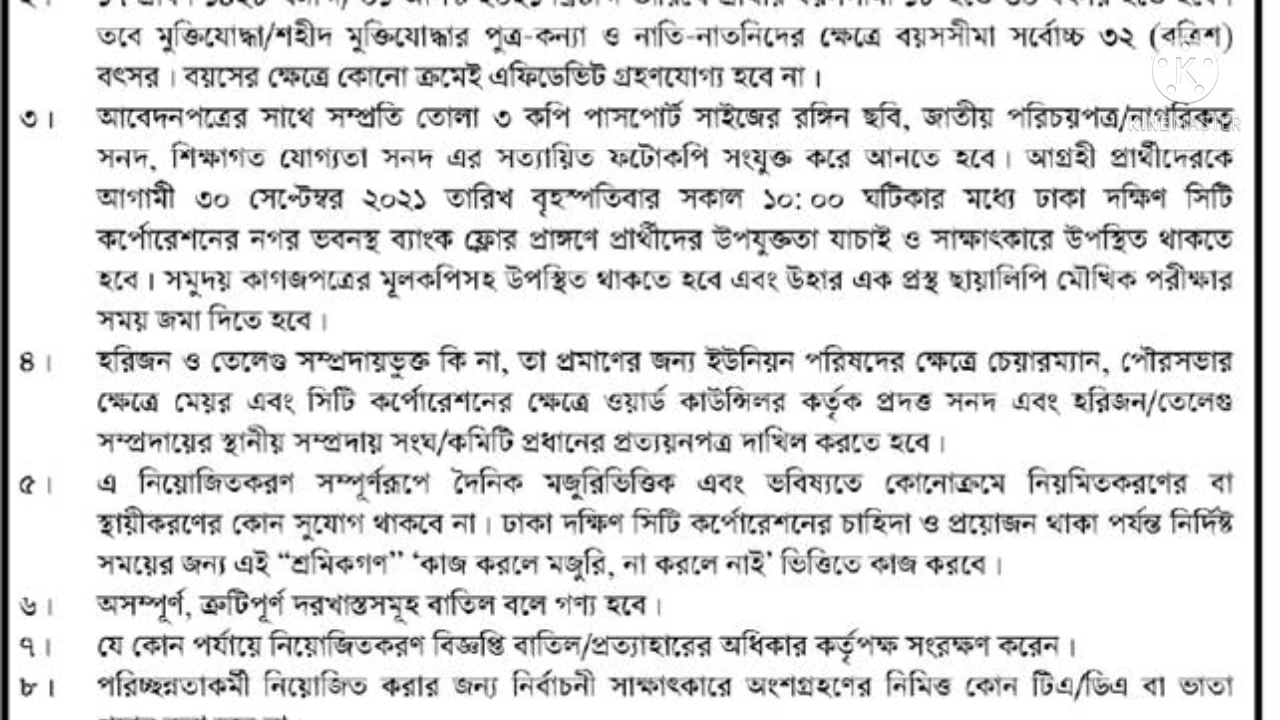 তবে মুক্তিযোদ্ধা/শহীদ মুক্তিযোদ্ধার পুত্র-কন্যা ও নাতি-নাতনিদের ক্ষেত্রে বয়সসীমা সর্বোচ্চ ৩২ (বত্রিশ)
বৎসর। বয়সের ক্ষেত্রে কোনো ক্রমেই এফিডেভিট গ্রহণযোগ্য হবে না।
৩। আবেদনপত্রের সাথে সম্প্রতি তোলা ৩ কপি পাসপোর্ট সাইজের রঙ্গিন ছবি, জাতীয় পরিচয়পত্র/নাগরিকত্ব
সনদ, শিক্ষাগত যোগ্যতা সনদ এর সত্যায়িত ফটোকপি সংযুক্ত করে আনতে হবে। আগ্রহী প্রার্থীদেরকে
আগামী ৩০ সেপ্টেম্বর ২০২১ তারিখ বৃহস্পতিবার সকাল ১০:০০ ঘটিকার মধ্যে ঢাকা দক্ষিণ সিটি
কর্পোরেশনের নগর ভবনস্থ ব্যাংক ফ্লোর প্রাঙ্গণে প্রার্থীদের উপযুক্ততা যাচাই ও সাক্ষাৎকারে উপস্থিত থাকতে
হবে। সমুদয় কাগজপত্রের মূলকপিসহ উপস্থিত থাকতে হবে এবং উহার এক প্রস্থ ছায়ালিপি মৌখিক পরীক্ষার
সময় জমা দিতে হবে।
৪। হরিজন ও তেলেগু সম্প্রদায়ভুক্ত কি না, তা প্রমাণের জন্য ইউনিয়ন পরিষদের ক্ষেত্রে চেয়ারম্যান, পৌরসভার
ক্ষেত্রে মেয়র এবং সিটি কর্পোরেশনের ক্ষেত্রে ওয়ার্ড কাউন্সিলর কর্তৃক প্রদত্ত সনদ এবং হরিজন/তেলেগু
সম্প্রদায়ের স্থানীয় সম্প্রদায় সংঘ/কমিটি প্রধানের প্রত্যয়নপত্র দাখিল করতে হবে।
৫। এ নিয়োজিতকরণ সম্পূর্ণরূপে দৈনিক মজুরিভিত্তিক এবং ভবিষ্যতে কোনোক্রমে নিয়মিতকরণের বা
স্থায়ীকরণের কোন সুযোগ থাকবে না। ঢাকা দক্ষিণ সিটি কর্পোরেশনের চাহিদা ও প্রয়োজন থাকা পর্যন্ত নির্দিষ্ট
সময়ের জন্য এই “শ্রমিকগণ” ‘কাজ করলে মজুরি, না করলে নাই’ ভিত্তিতে কাজ করবে।
৬। অসম্পূর্ণ, ত্রুটিপূর্ণ দরখাস্তসমূহ বাতিল বলে গণ্য হবে।
৭। যে কোন পর্যায়ে নিয়োজিতকরণ বিজ্ঞপ্তি বাতিল/প্রত্যাহারের অধিকার কর্তৃপক্ষ সংরক্ষণ করেন।
৮। পরিচ্ছন্নতাকর্মী নিয়োজিত করার জন্য নির্বাচনী সাক্ষাৎকারে অংশগ্রহণের নিমিত্ত কোন টিএ/ডিএ বা ভাতা
K
KINEMASTER